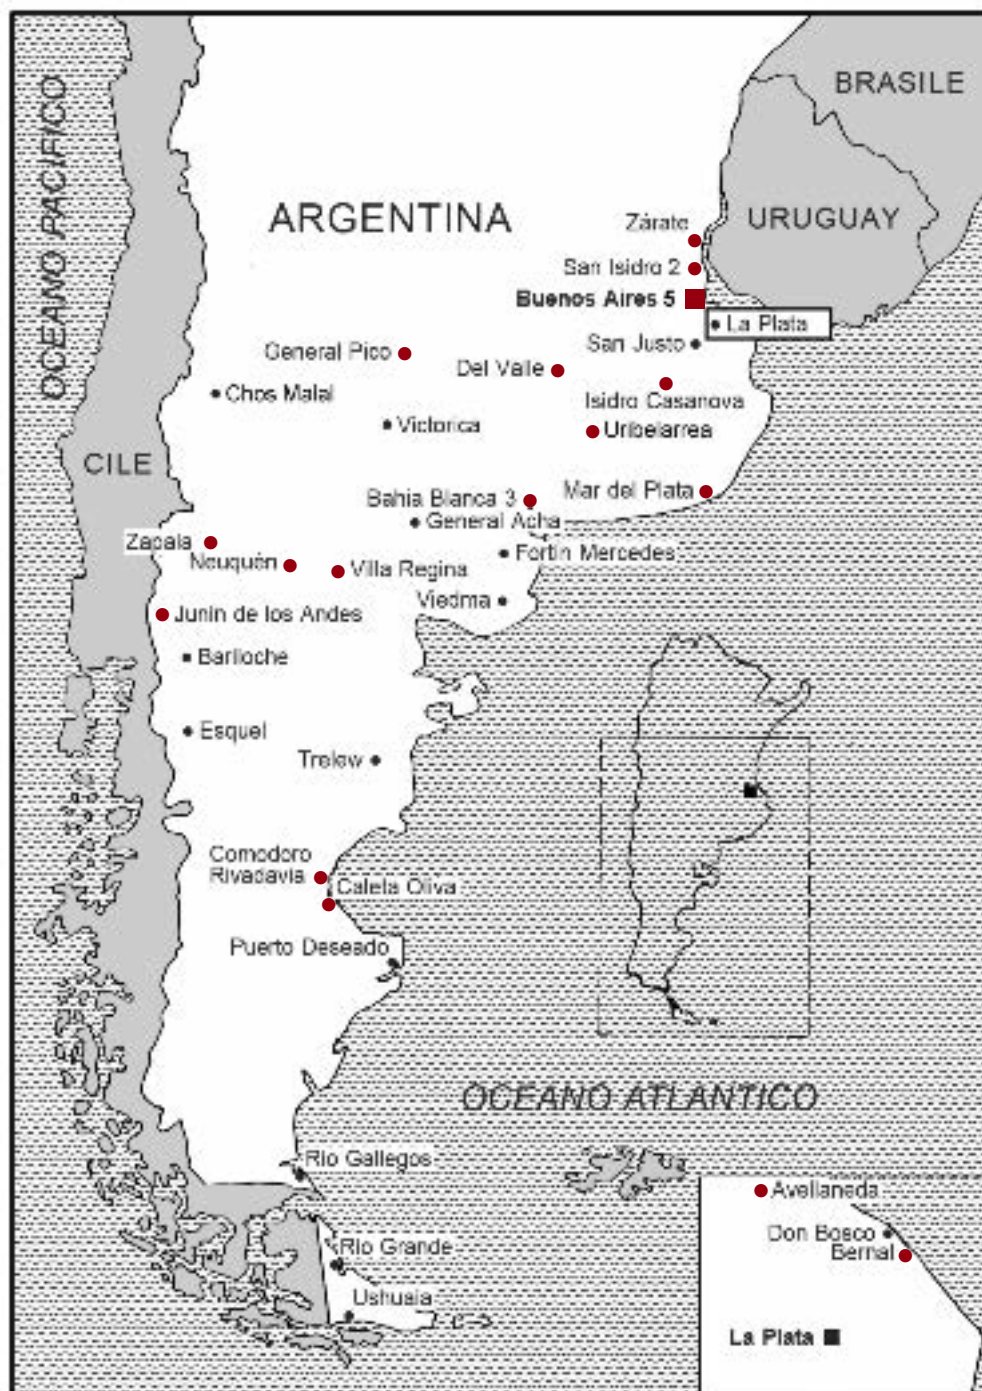 OCEANO PACIFICO
BRASILE
ARGENTINA
URUGUAY
Zárate
San Isidro 2
Buenos Aires 5
La Plata
San Justo
General Pico
Del Valle
Chos Malal
Isidro Casanova
Victorica
Uribelarrea
CILE
Bahia Blanca 3
Mar del Plata
General Acha
Zapala
Neuquén
Fortin Mercedes
Villa Regina
Viedma
Junin de los Andes
Bariloche
Esquel
Trelew
Comodoro
Rivadavia
Caleta Oliva
Puerto Deseado
OCEANO ATLANTICO
Rio Gallegos
Avellaneda
Don Bosco
Bernal
Rio Grande
Ushuaia
La Plata